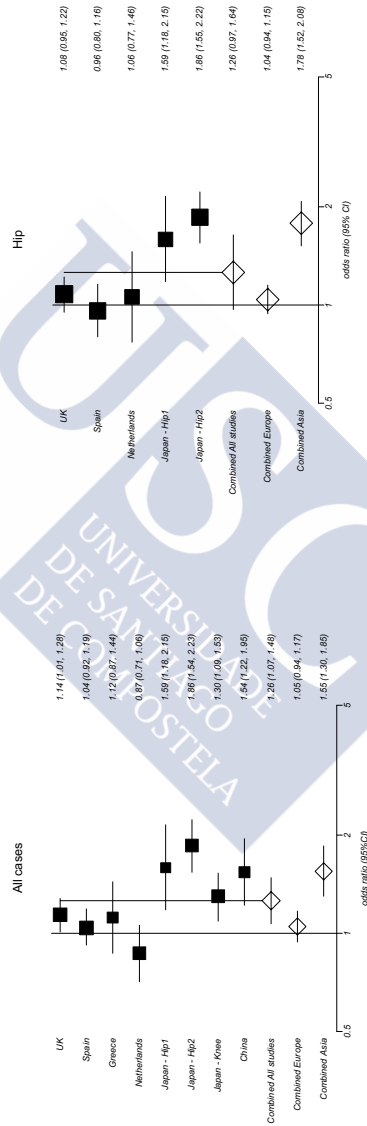 All cases
UK 1.14 (1.01, 1.28)
Spain 1.04 (0.92, 1.19)
Greece 1.12 (0.87, 1.44)
Netherlands 0.87 (0.71, 1.06)
Japan - Hip1 1.59 (1.18, 2.15)
Japan - Hip2 1.86 (1.54, 2.23)
Japan - Knee 1.30 (1.09, 1.53)
China 1.54 (1.22, 1.95)
Combined All studies 1.26 (1.07, 1.48)
Combined Europe 1.05 (0.94, 1.17)
Combined Asia 1.55 (1.30, 1.85)
0.5 1 2 5
odds ratio (95%CI)
Hip
UK 1.08 (0.95, 1.22)
Spain 0.96 (0.80, 1.16)
Netherlands 1.06 (0.77, 1.46)
Japan - Hip1 1.59 (1.18, 2.15)
Japan - Hip2 1.86 (1.55, 2.22)
Combined All studies 1.26 (0.97, 1.64)
Combined Europe 1.04 (0.94, 1.15)
Combined Asia 1.78 (1.52, 2.08)
0.5 1 2 5
odds ratio (95% CI)
USC
UNIVERSIDADE
DE SANTIAGO
DE COMPOSTELA